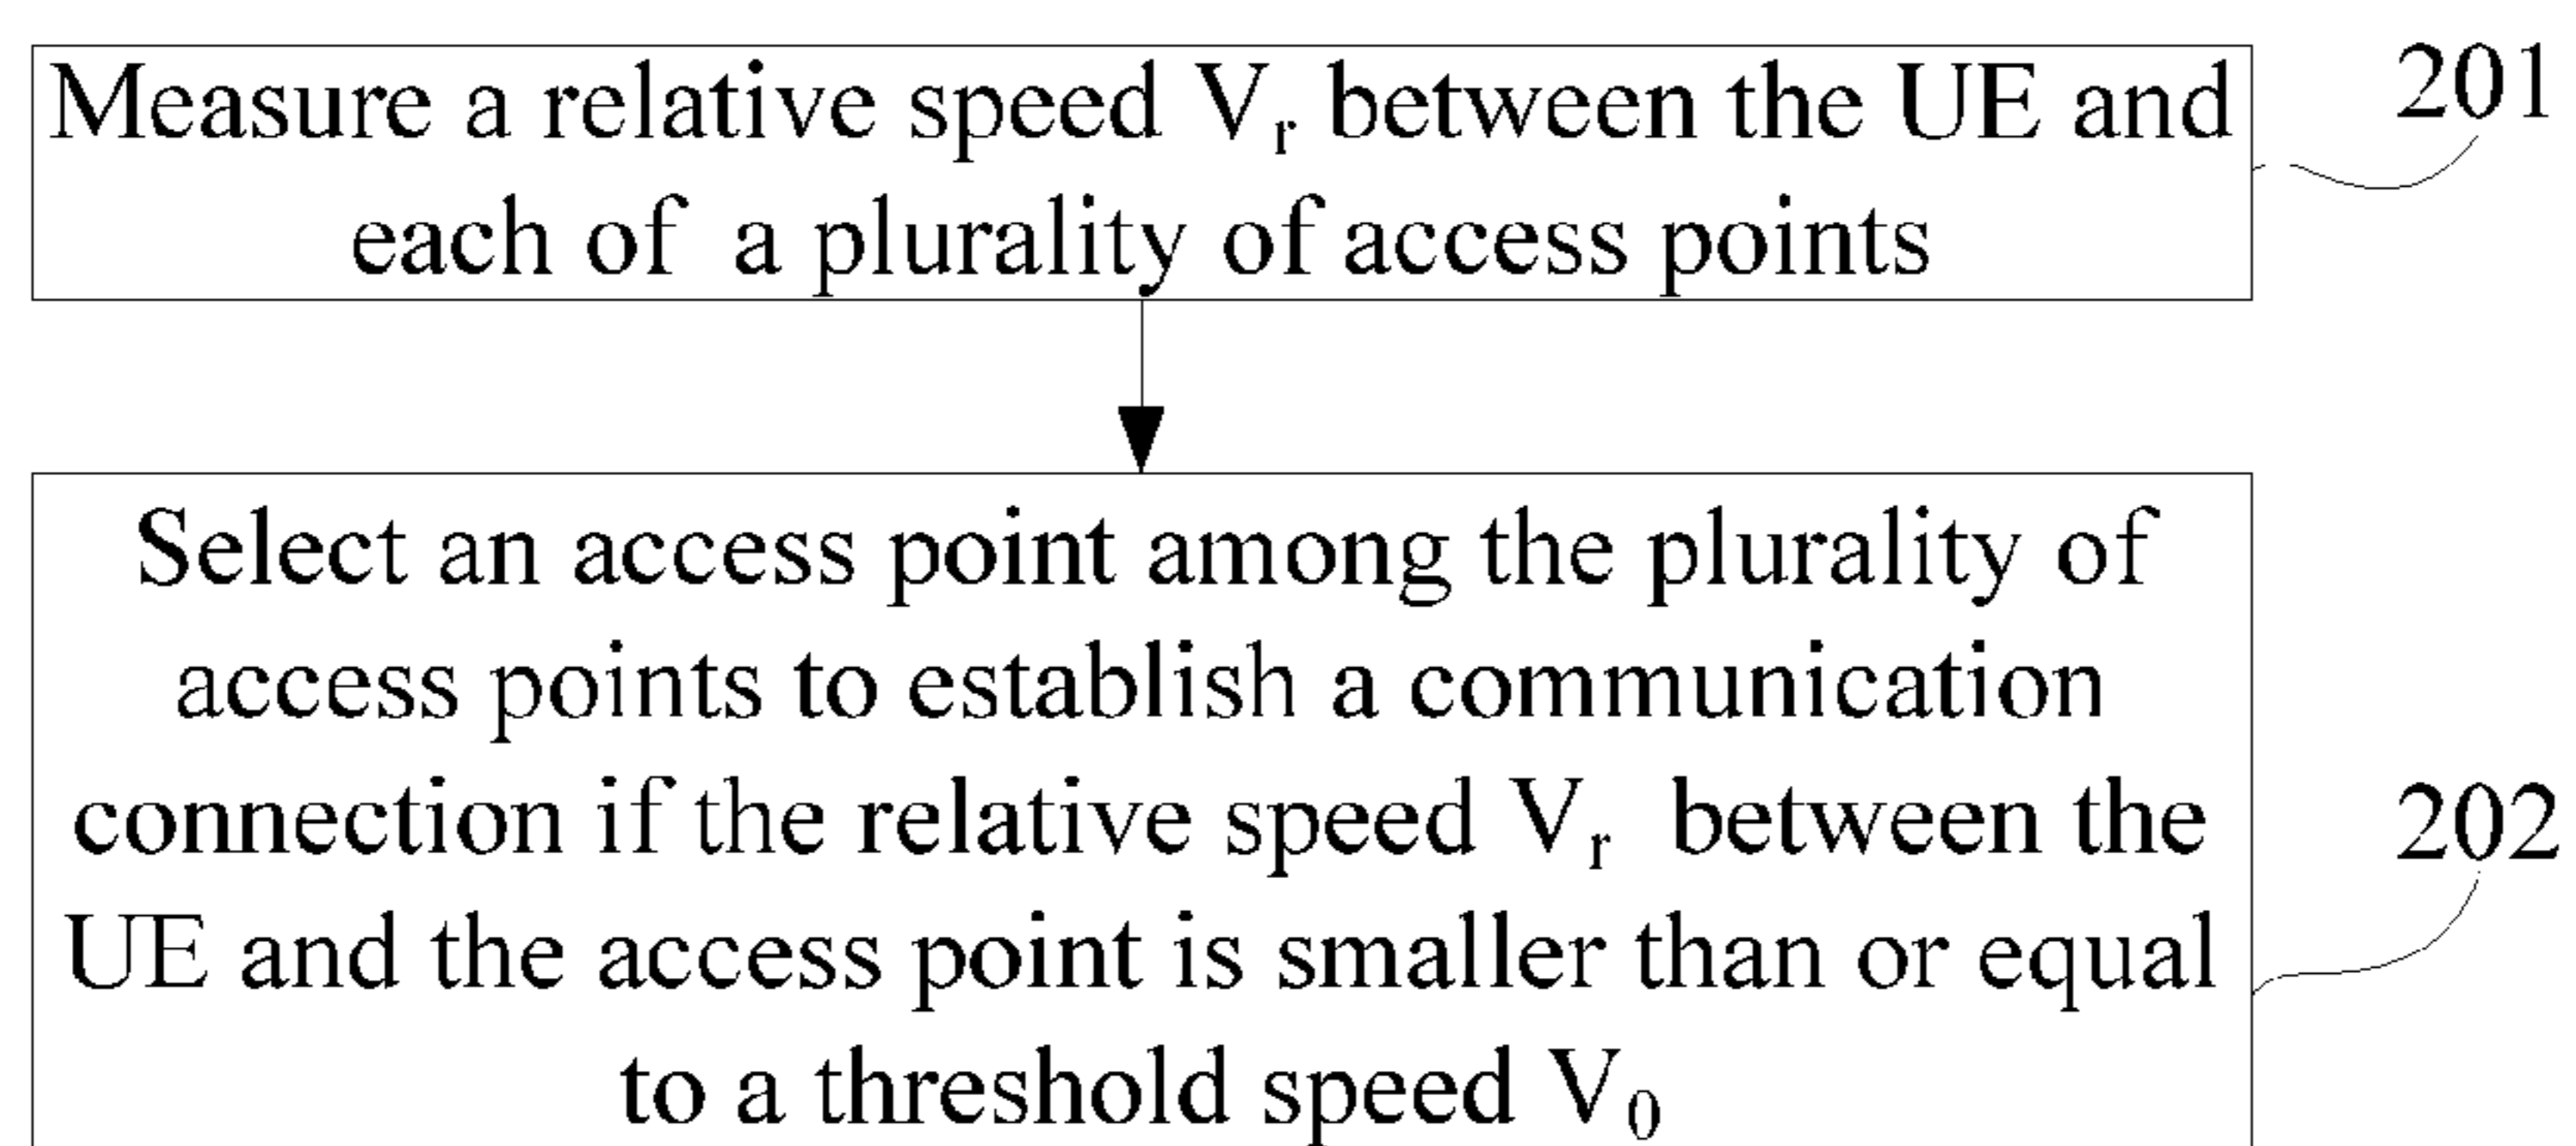 Measure a relative speed Vr between the UE and
each of a plurality of access points
201
Select an access point among the plurality of
access points to establish a communication
connection if the relative speed Vr between the
UE and the access point is smaller than or equal
to a threshold speed V0
202